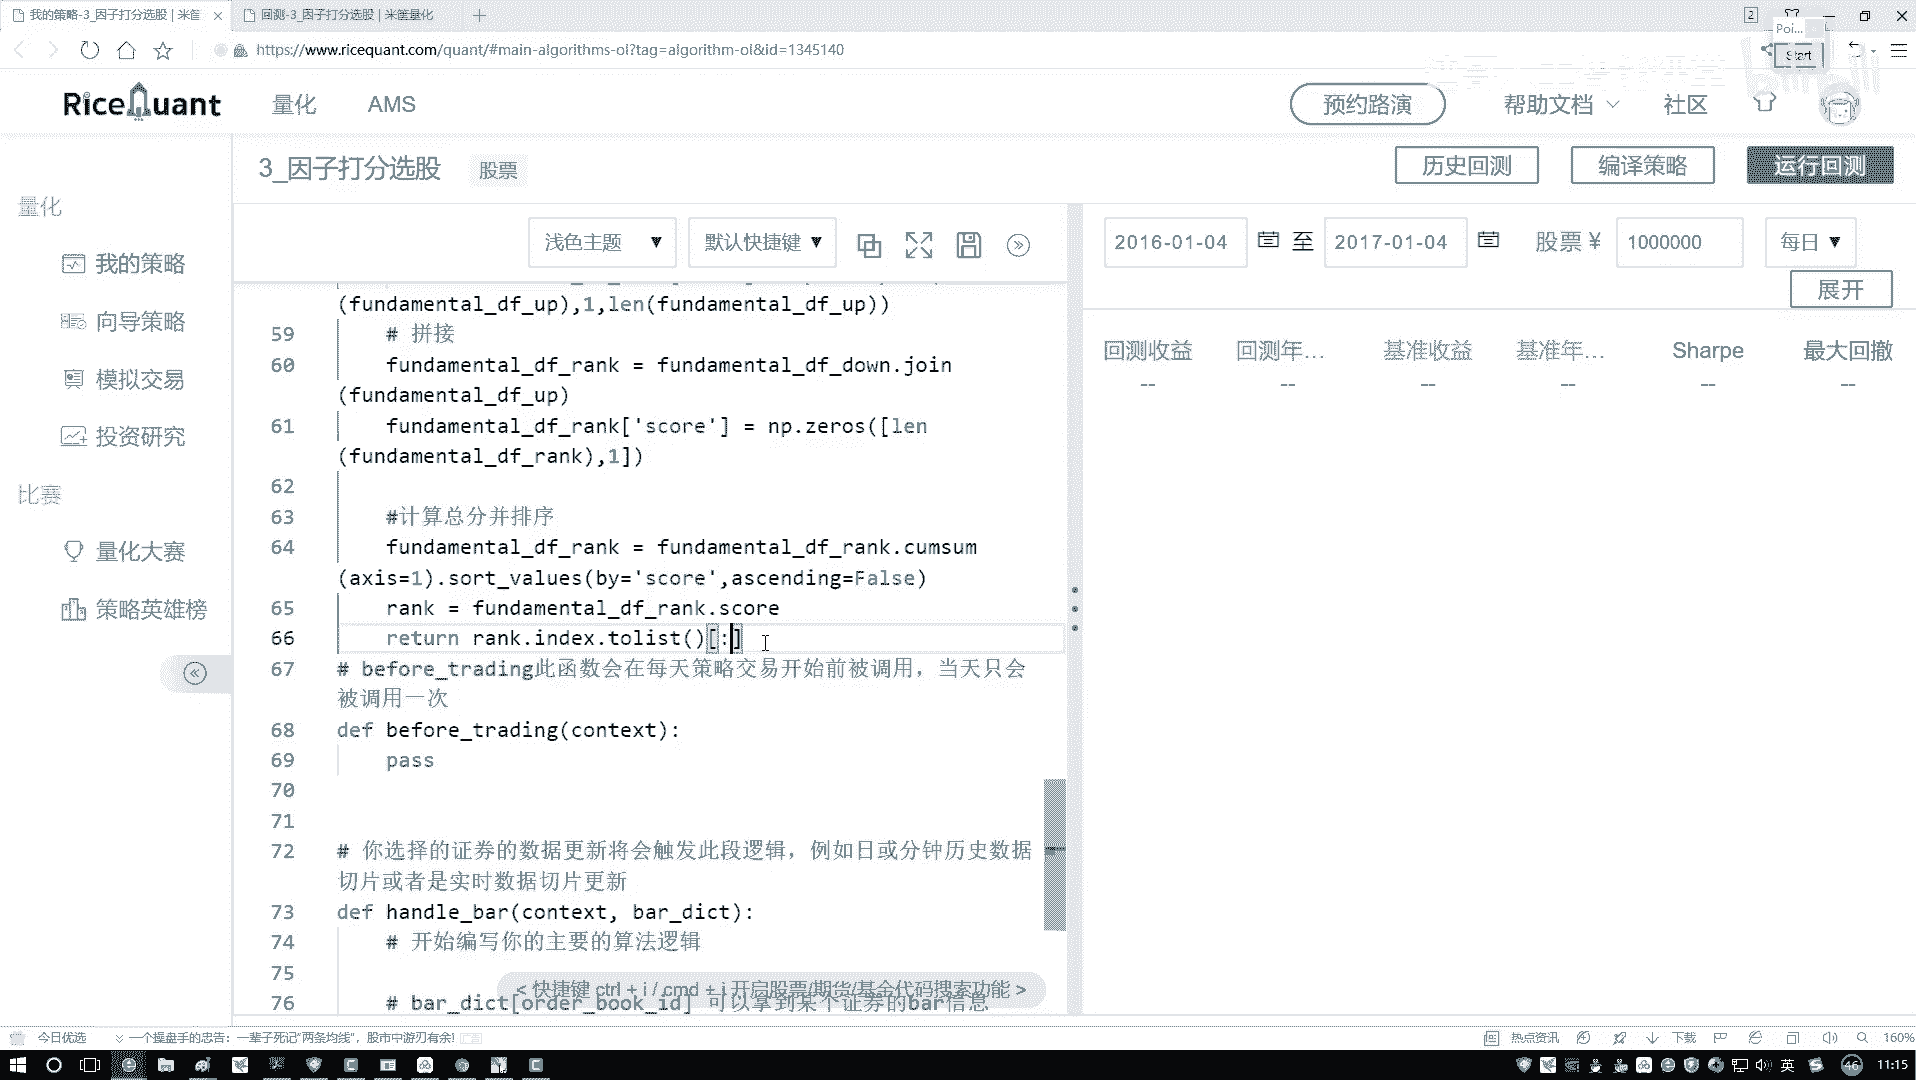 我的策略-3_因子打分选股 | 米筐
回测-3_因子打分选股 | 米筐量化
2
https://www.ricequant.com/quant/#main-algorithms-ol?tag=algorithm-ol&id=1345140
Poi...
Start
RiceQuant
量化
AMS
预约路演
帮助文档
社区
3_因子打分选股
股票
历史回测
编译策略
运行回测
量化
我的策略
向导策略
模拟交易
投资研究
比赛
量化大赛
策略英雄榜
浅色主题
默认快捷键
2016-01-04
至
2017-01-04
股票 ¥
1000000
每日
展开
回测收益
回测年...
基准收益
基准年...
Sharpe
最大回撤
--
--
--
--
--
--
(fundamental_df_up),1,len(fundamental_df_up))
59 # 拼接
60 fundamental_df_rank = fundamental_df_down.join
(fundamental_df_up)
61 fundamental_df_rank['score'] = np.zeros([len
(fundamental_df_rank),1])
62
63 #计算总分并排序
64 fundamental_df_rank = fundamental_df_rank.cumsum
(axis=1).sort_values(by='score',ascending=False)
65 rank = fundamental_df_rank.score
66 return rank.index.tolist()[:]
67 # before_trading此函数会在每天策略交易开始前被调用，当天只会
被调用一次
68 def before_trading(context):
69 pass
70
71
72 # 你选择的证券的数据更新将会触发此段逻辑，例如日或分钟历史数据
切片或者是实时数据切片更新
73 def handle_bar(context, bar_dict):
74 # 开始编写你的主要的算法逻辑
75
< 快捷键 ctrl + i / cmd + i 开启股票/期货/基金代码搜索功能 >
76 # bar_dict[order_book_id] 可以拿到某个证券的bar信息
今日优选
一个操盘手的忠告：一辈子死记"两条均线"，股市中游刃有余!
热点资讯
下载
160%
英
46
11:15